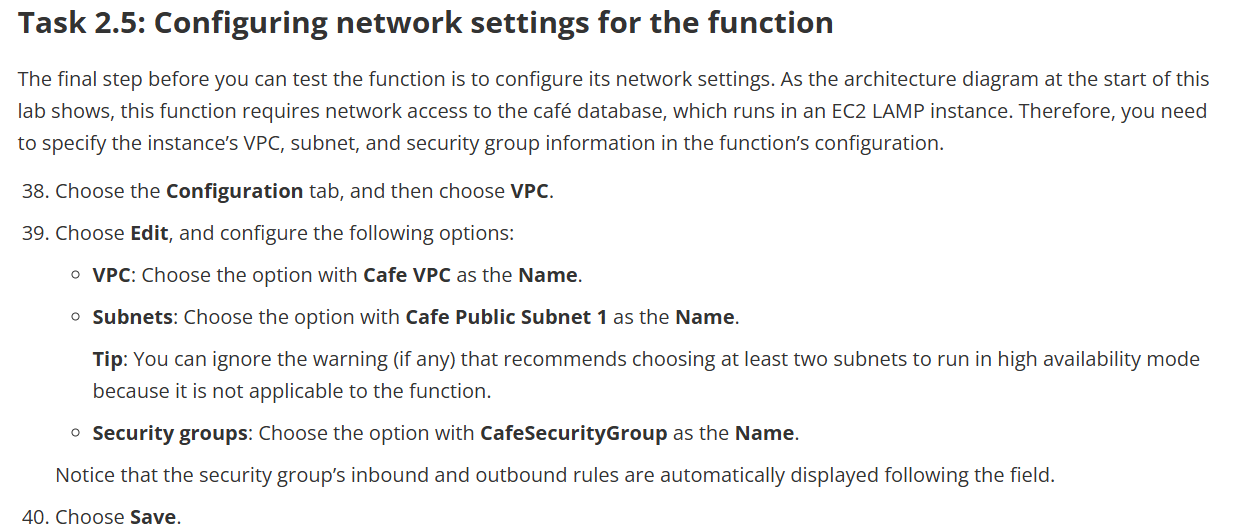 Task 2.5: Configuring network settings for the function
The final step before you can test the function is to configure its network settings. As the architecture diagram at the start of this
lab shows, this function requires network access to the café database, which runs in an EC2 LAMP instance. Therefore, you need
to specify the instance’s VPC, subnet, and security group information in the function’s configuration.
38. Choose the Configuration tab, and then choose VPC.
39. Choose Edit, and configure the following options:
◦ VPC: Choose the option with Cafe VPC as the Name.
◦ Subnets: Choose the option with Cafe Public Subnet 1 as the Name.
Tip: You can ignore the warning (if any) that recommends choosing at least two subnets to run in high availability mode
because it is not applicable to the function.
◦ Security groups: Choose the option with CafeSecurityGroup as the Name.
Notice that the security group’s inbound and outbound rules are automatically displayed following the field.
40. Choose Save.